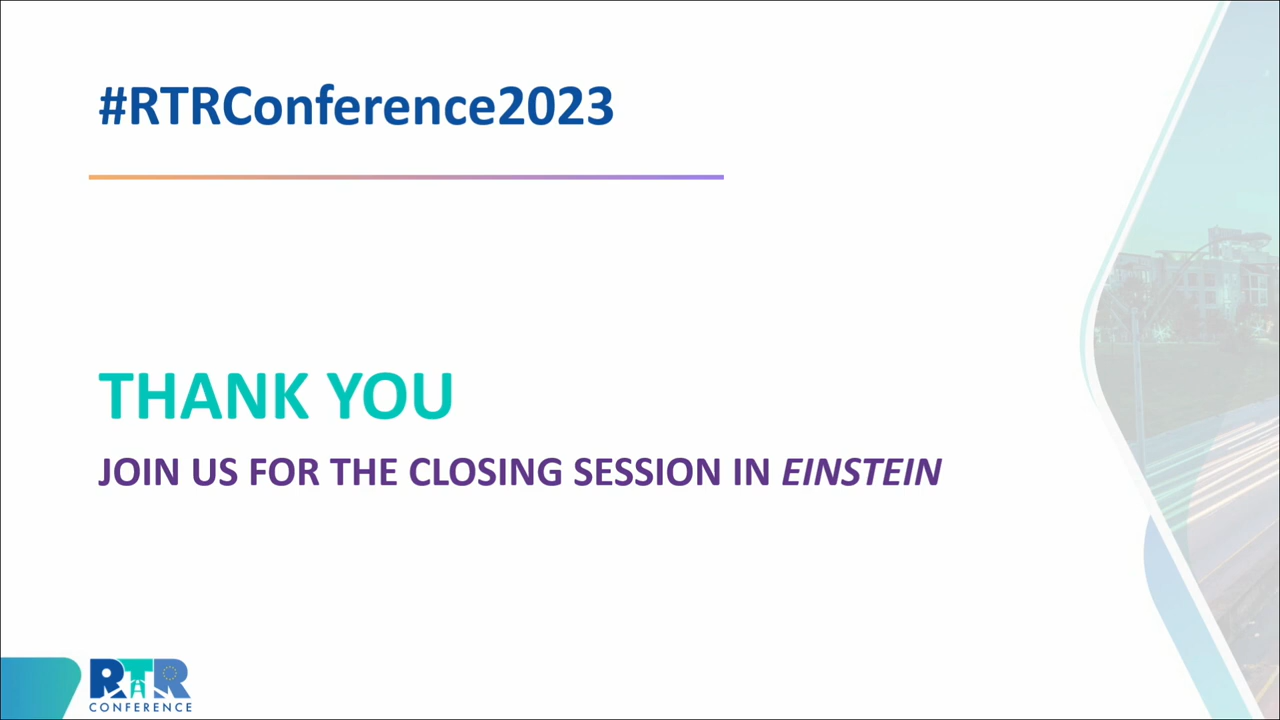 #RTRConference2023
THANK YOU
JOIN US FOR THE CLOSING SESSION IN EINSTEIN
RTR
CONFERENCE